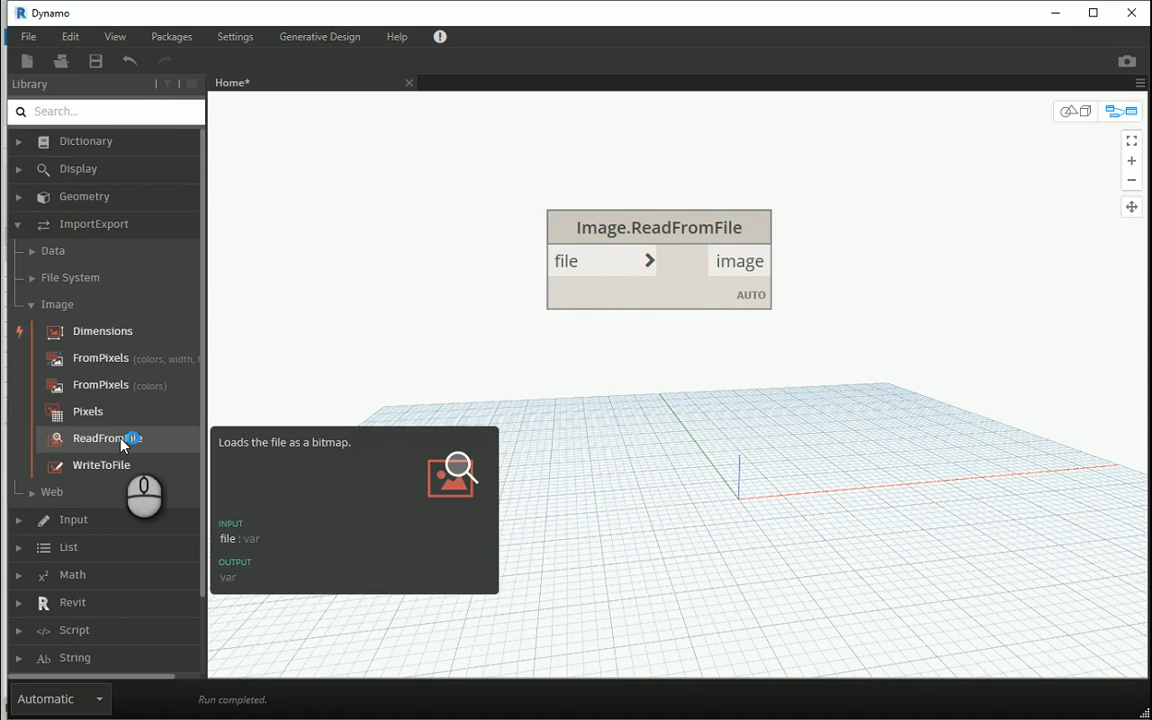 Dynamo
File Edit View Packages Settings Generative Design Help
Library
Home*
Search...
Dictionary
Display
Geometry
ImportExport
Data
File System
Image
Dimensions
FromPixels (colors, width,
FromPixels (colors)
Pixels
WriteToFile
Web
Input
List
Math
Revit
Script
String
Image.ReadFromFile
file image
AUTO
Loads the file as a bitmap.
INPUT
file : var
OUTPUT
var
Automatic
Run completed.